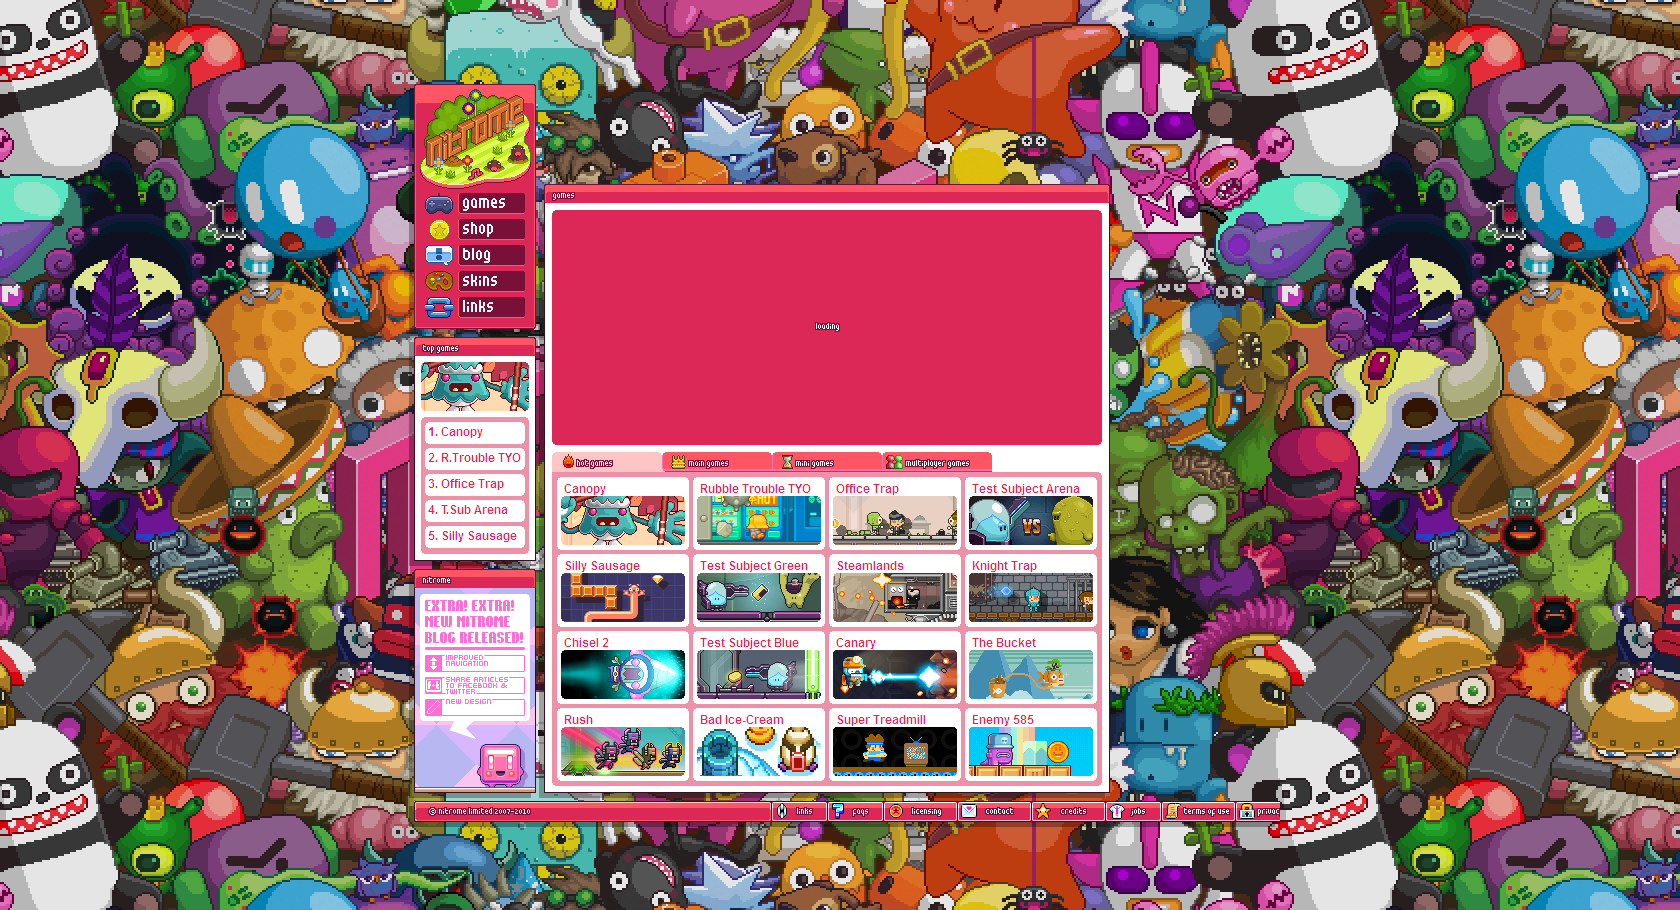 nitrome
games
shop
blog
skins
links
top games
1. Canopy
2. R.Trouble TYO
3. Office Trap
4. T.Sub Arena
5. Silly Sausage
nitrome
EXTRA! EXTRA!
NEW NITROME
BLOG RELEASED!
IMPROVED
NAVIGATION
SHARE ARTICLES
TO FACEBOOK &
TWITTER
NEW DESIGN
games
loading
hot games main games mini games multiplayer games
Canopy Rubble Trouble TYO Office Trap Test Subject Arena
VS
Silly Sausage Test Subject Green Steamlands Knight Trap
Chisel 2 Test Subject Blue Canary The Bucket
Rush Bad Ice-Cream Super Treadmill Enemy 585
© nitrome limited 2007-2010 links faqs licensing contact credits jobs terms of use privac